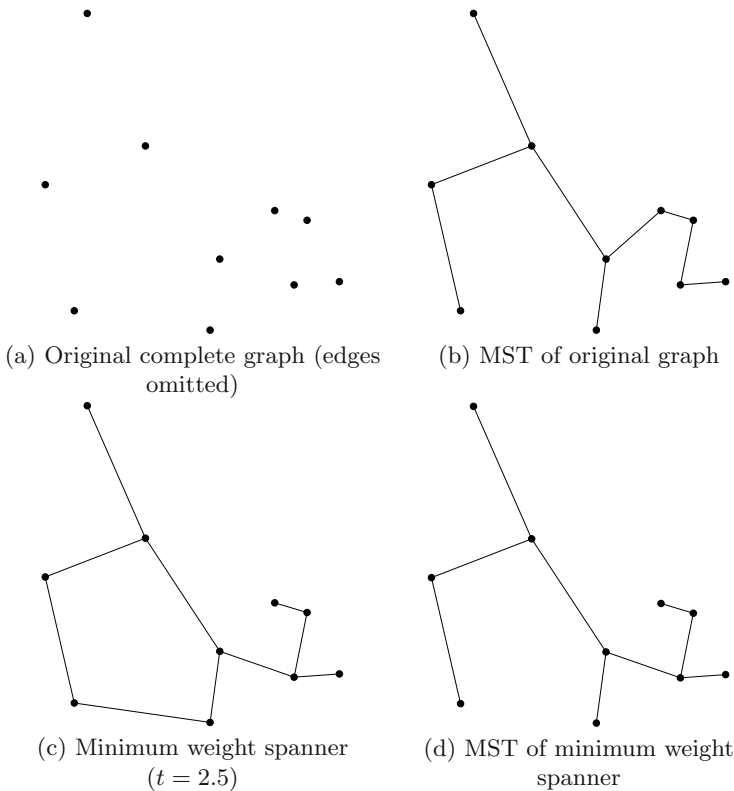 (a) Original complete graph (edges
omitted)
(b) MST of original graph
(c) Minimum weight spanner
(t = 2.5)
(d) MST of minimum weight
spanner